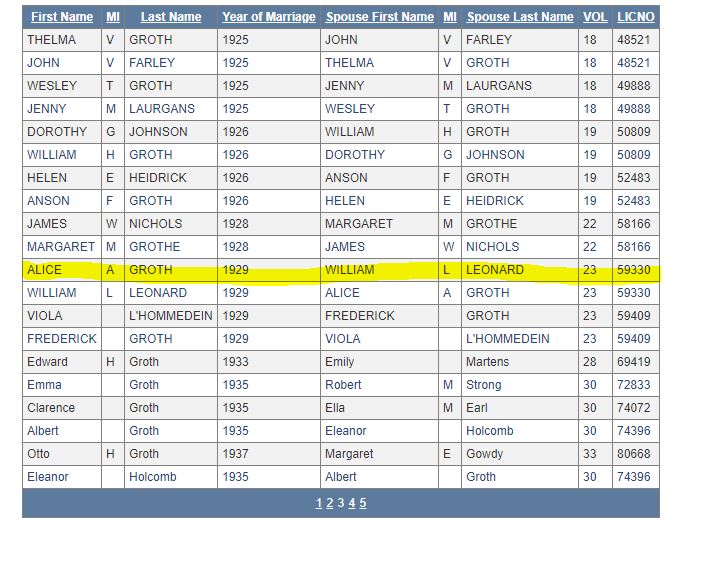 First Name MI Last Name Year of Marriage Spouse First Name MI Spouse Last Name VOL LICNO
THELMA V GROTH 1925 JOHN V FARLEY 18 48521
JOHN V FARLEY 1925 THELMA V GROTH 18 48521
WESLEY T GROTH 1925 JENNY M LAURGANS 18 49888
JENNY M LAURGANS 1925 WESLEY T GROTH 18 49888
DOROTHY G JOHNSON 1926 WILLIAM H GROTH 19 50809
WILLIAM H GROTH 1926 DOROTHY G JOHNSON 19 50809
HELEN E HEIDRICK 1926 ANSON F GROTH 19 52483
ANSON F GROTH 1926 HELEN E HEIDRICK 19 52483
JAMES W NICHOLS 1928 MARGARET M GROTHE 22 58166
MARGARET M GROTHE 1928 JAMES W NICHOLS 22 58166
ALICE A GROTH 1929 WILLIAM L LEONARD 23 59330
WILLIAM L LEONARD 1929 ALICE A GROTH 23 59330
VIOLA L'HOMMEDEIN 1929 FREDERICK GROTH 23 59409
FREDERICK GROTH 1929 VIOLA L'HOMMEDEIN 23 59409
Edward H Groth 1933 Emily Martens 28 69419
Emma Groth 1935 Robert M Strong 30 72833
Clarence Groth 1935 Ella M Earl 30 74072
Albert Groth 1935 Eleanor Holcomb 30 74396
Otto H Groth 1937 Margaret E Gowdy 33 80668
Eleanor Holcomb 1935 Albert Groth 30 74396
1 2 3 4 5